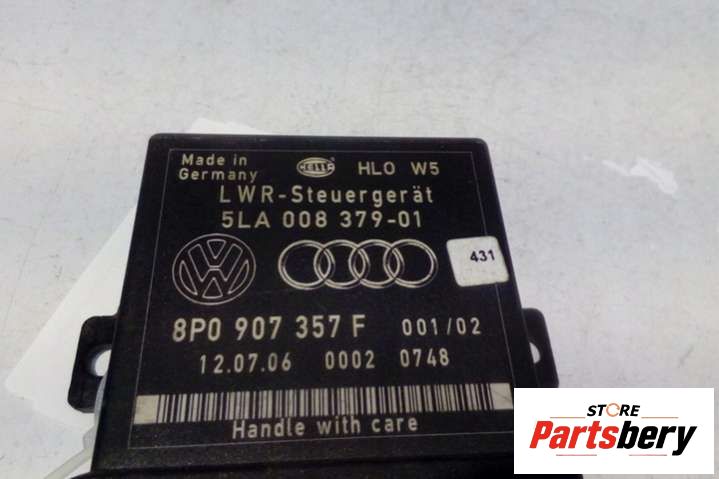 Made in
Germany
HELLA
HLO W5
LWR-Steuergerät
5LA 008 379-01
VW
431
8P0 907 357 F 001/02
12.07.06 0002 0748
Handle with care
STORE
Partsbery